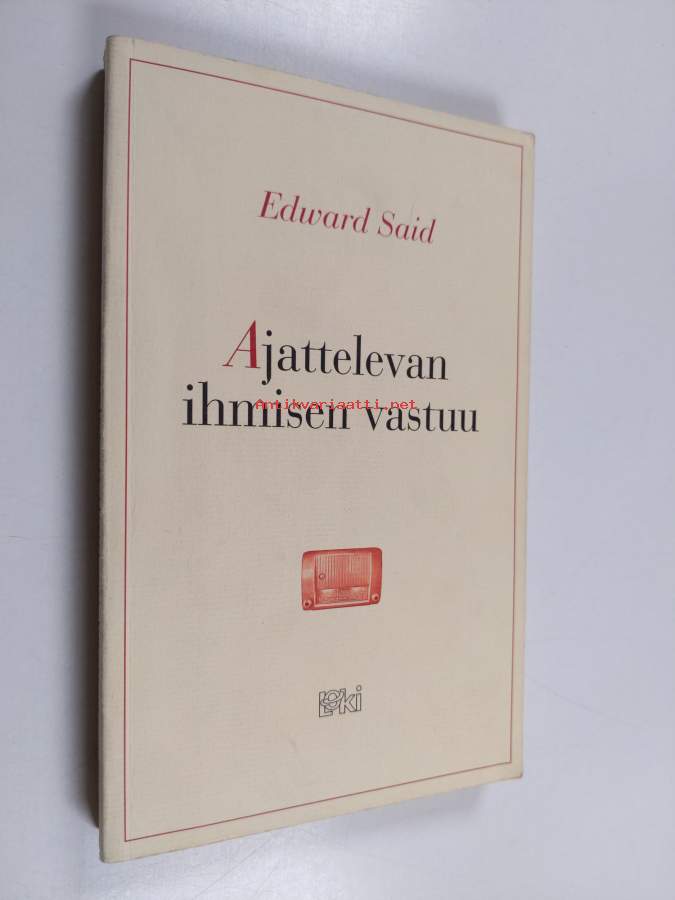 Edward Said
Ajattelevan
ihmisen vastuu
Antikvariaatti.net
Loki